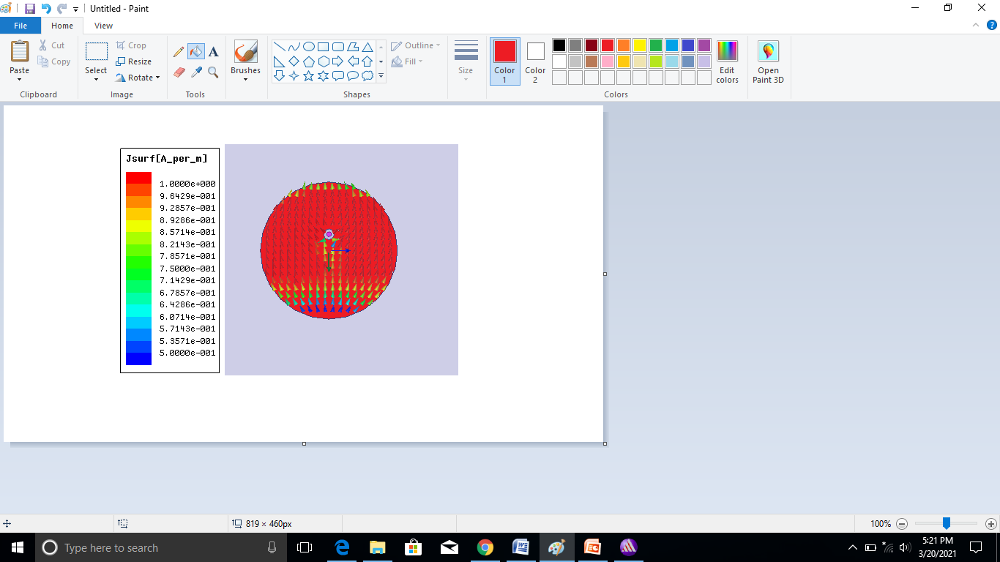 Untitled - Paint
File Home View
Paste
Cut
Copy
Clipboard
Select
Crop
Resize
Rotate
Image
A
Tools
Brushes
Outline
Fill
Shapes
Size
Color 1
Color 2
Edit colors
Colors
Open Paint 3D
Jsurf[A_per_m]
1.0000e+000
9.6429e-001
9.2857e-001
8.9286e-001
8.5714e-001
8.2143e-001
7.8571e-001
7.5000e-001
7.1429e-001
6.7857e-001
6.4286e-001
6.0714e-001
5.7143e-001
5.3571e-001
5.0000e-001
819 × 460px
100%
Type here to search
5:21 PM
3/20/2021